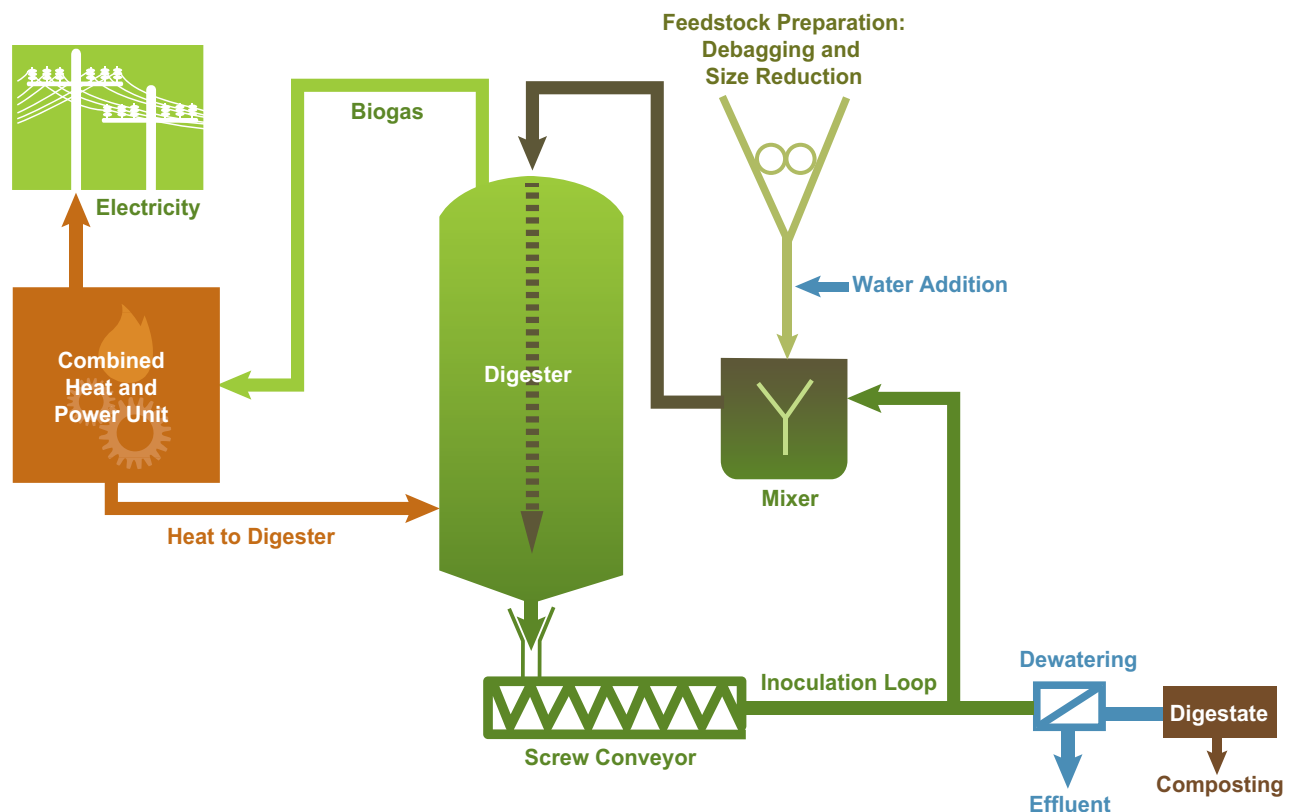 Feedstock Preparation:
Debagging and
Size Reduction
Biogas
Electricity
Water Addition
Combined
Heat and
Power Unit
Digester
Mixer
Heat to Digester
Dewatering
Inoculation Loop
Digestate
Screw Conveyor
Composting
Effluent